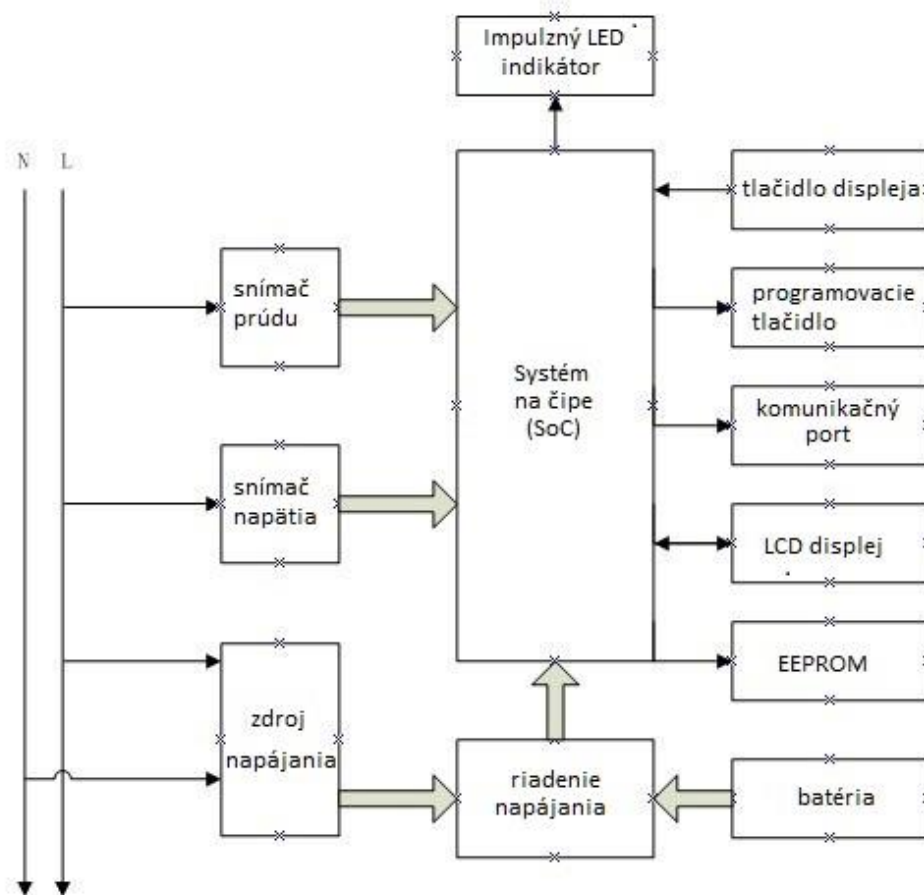 Impulzný LED
indikátor
N L
tlačidlo displeja
snímač
prúdu
programovacie
tlačidlo
Systém
na čipe
(SoC)
komunikačný
port
snímač
napätia
LCD displej
EEPROM
zdroj
napájania
riadenie
napájania
batéria